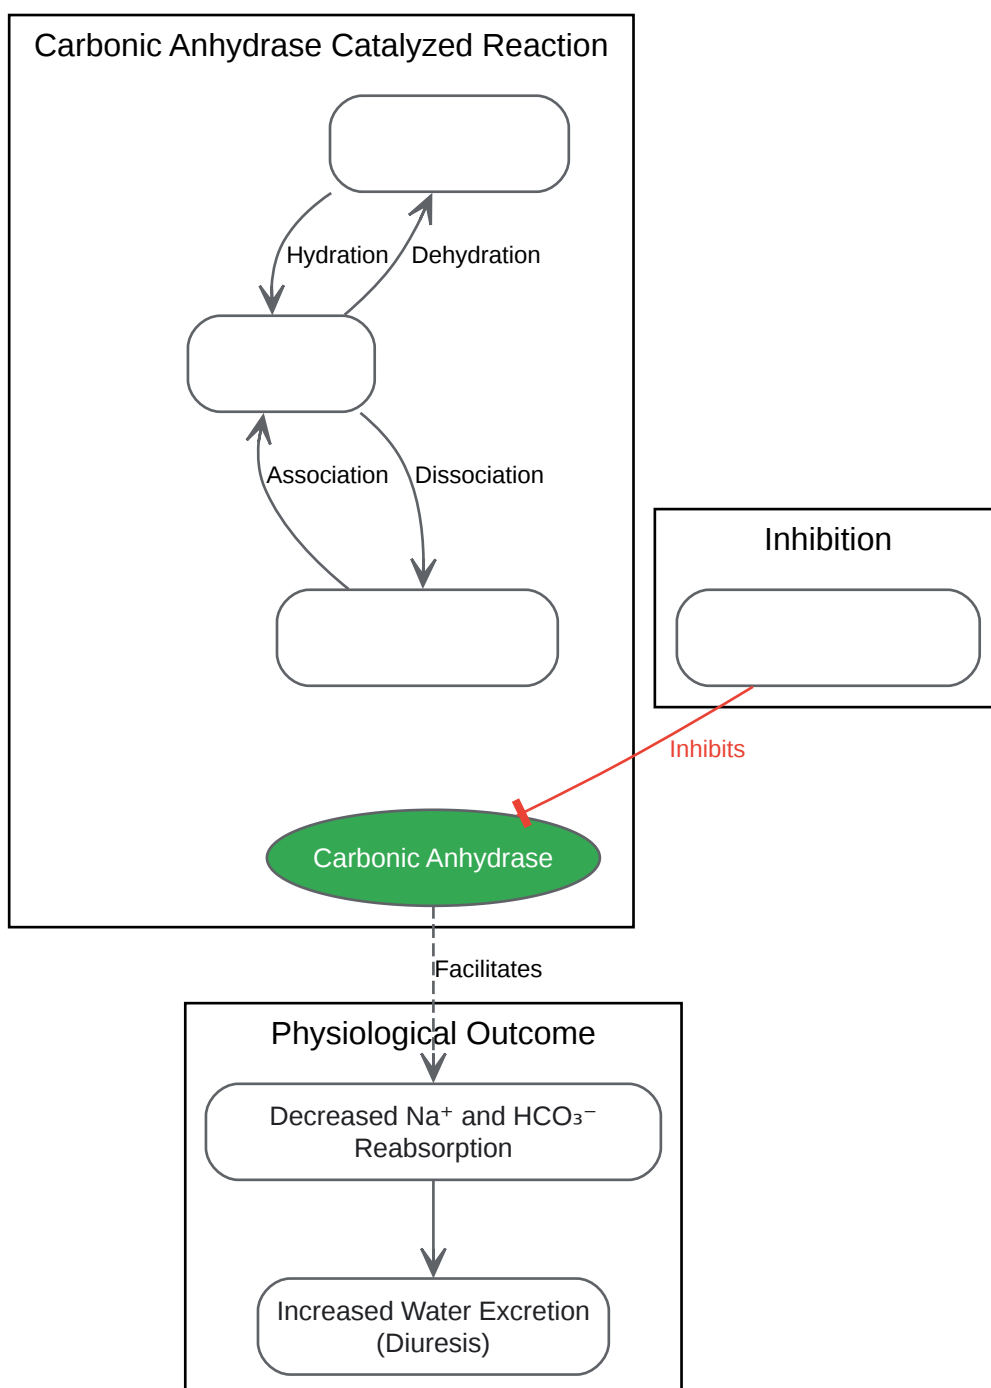 Carbonic Anhydrase Catalyzed Reaction
Hydration
Dehydration
Association
Dissociation
Inhibition
Inhibits
Carbonic Anhydrase
Facilitates
Physiological Outcome
Decreased Na⁺ and HCO₃⁻
Reabsorption
Increased Water Excretion
(Diuresis)